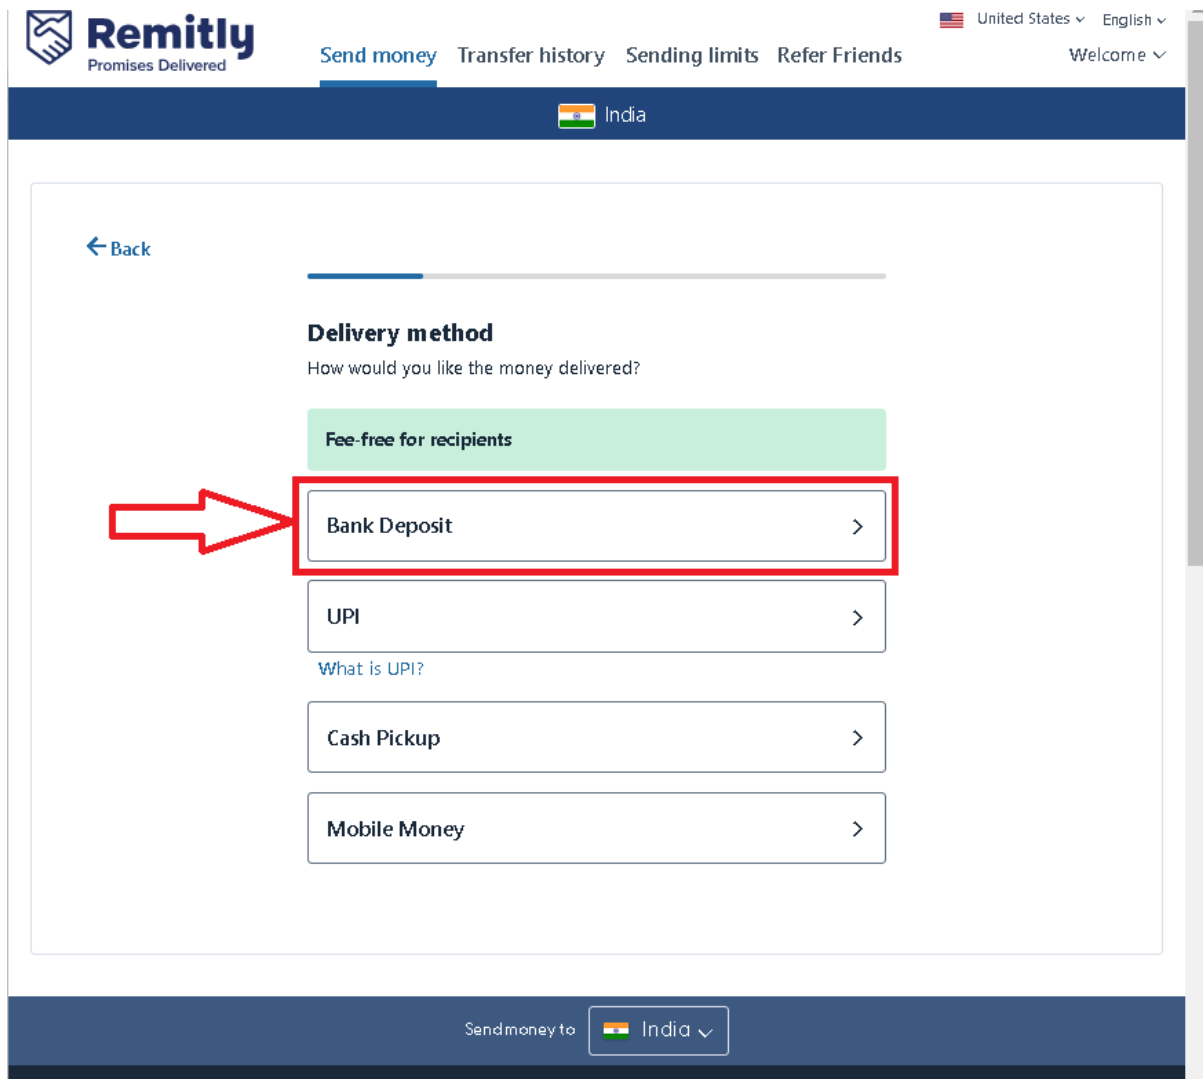 Remitly
Promises Delivered
United States
English
Send money
Transfer history
Sending limits
Refer Friends
Welcome
India
Back
Delivery method
How would you like the money delivered?
Fee-free for recipients
Bank Deposit
UPI
What is UPI?
Cash Pickup
Mobile Money
Send money to
India